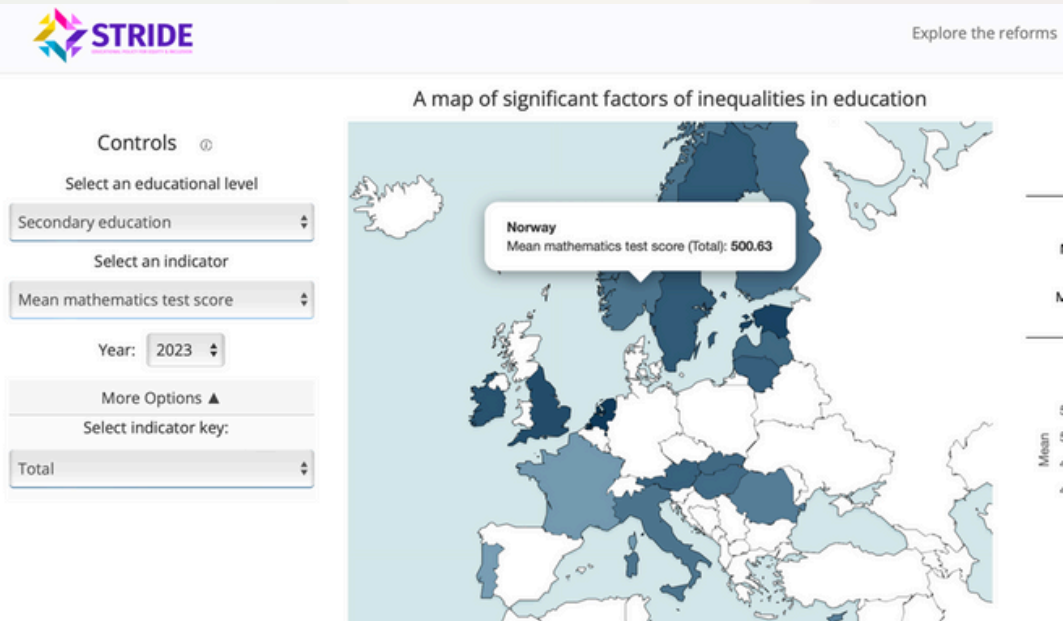 STRIDE
Explore the reforms
A map of significant factors of inequalities in education
Controls
Select an educational level
Secondary education
Select an indicator
Mean mathematics test score
Year: 2023
More Options ▲
Select indicator key:
Total
Norway
Mean mathematics test score (Total): 500.63
Mean